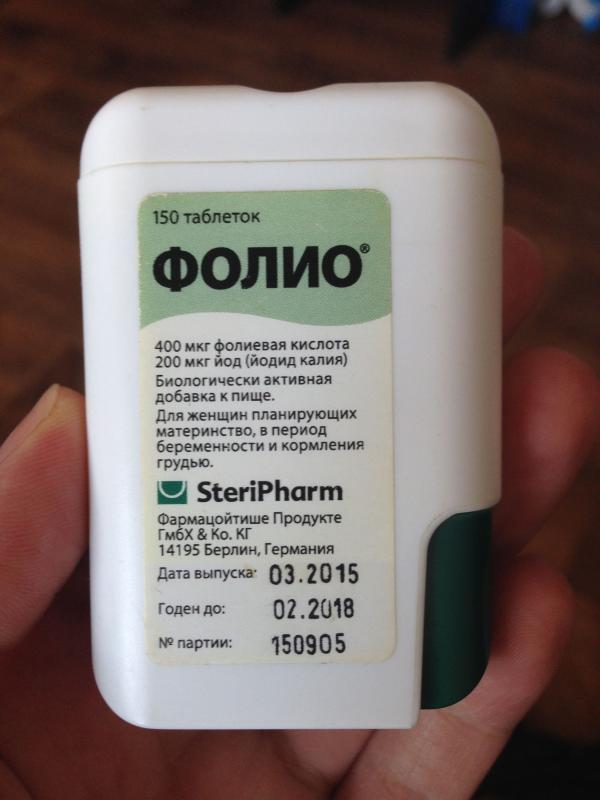 150 таблеток
ФОЛИО®
400 мкг фолиевая кислота
200 мкг йод (йодид калия)
Биологически активная
добавка к пище.
Для женщин планирующих
материнство, в период
беременности и кормления
грудью.
SteriPharm
Фармацойтише Продукте
ГмбХ & Ко. КГ
14195 Берлин, Германия
Дата выпуска: 03.2015
Годен до: 02.2018
№ партии: 150905